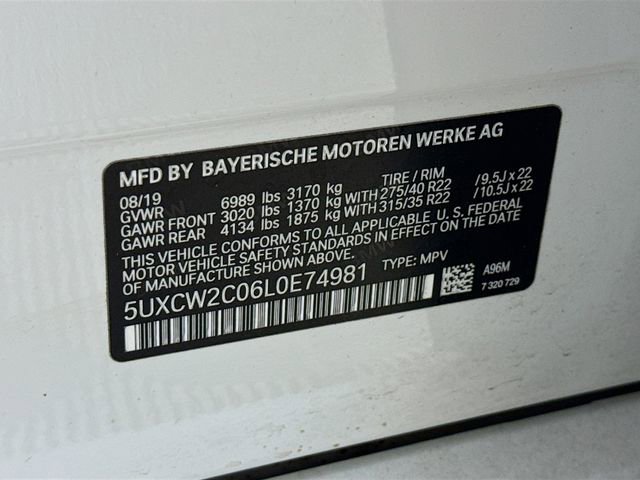 MFD BY BAYERISCHE MOTOREN WERKE AG
08/19 TIRE / RIM
GVWR 6989 lbs 3170 kg
GAWR FRONT 3020 lbs 1370 kg WITH 275/40 R22 /9.5J x 22
GAWR REAR 4134 lbs 1875 kg WITH 315/35 R22 /10.5J x 22
THIS VEHICLE CONFORMS TO ALL APPLICABLE U. S. FEDERAL
MOTOR VEHICLE SAFETY STANDARDS IN EFFECT ON THE DATE
OF MANUFACTURE SHOWN ABOVE.
5UXCW2C06L0E74981 TYPE: MPV A96M
7 320 729